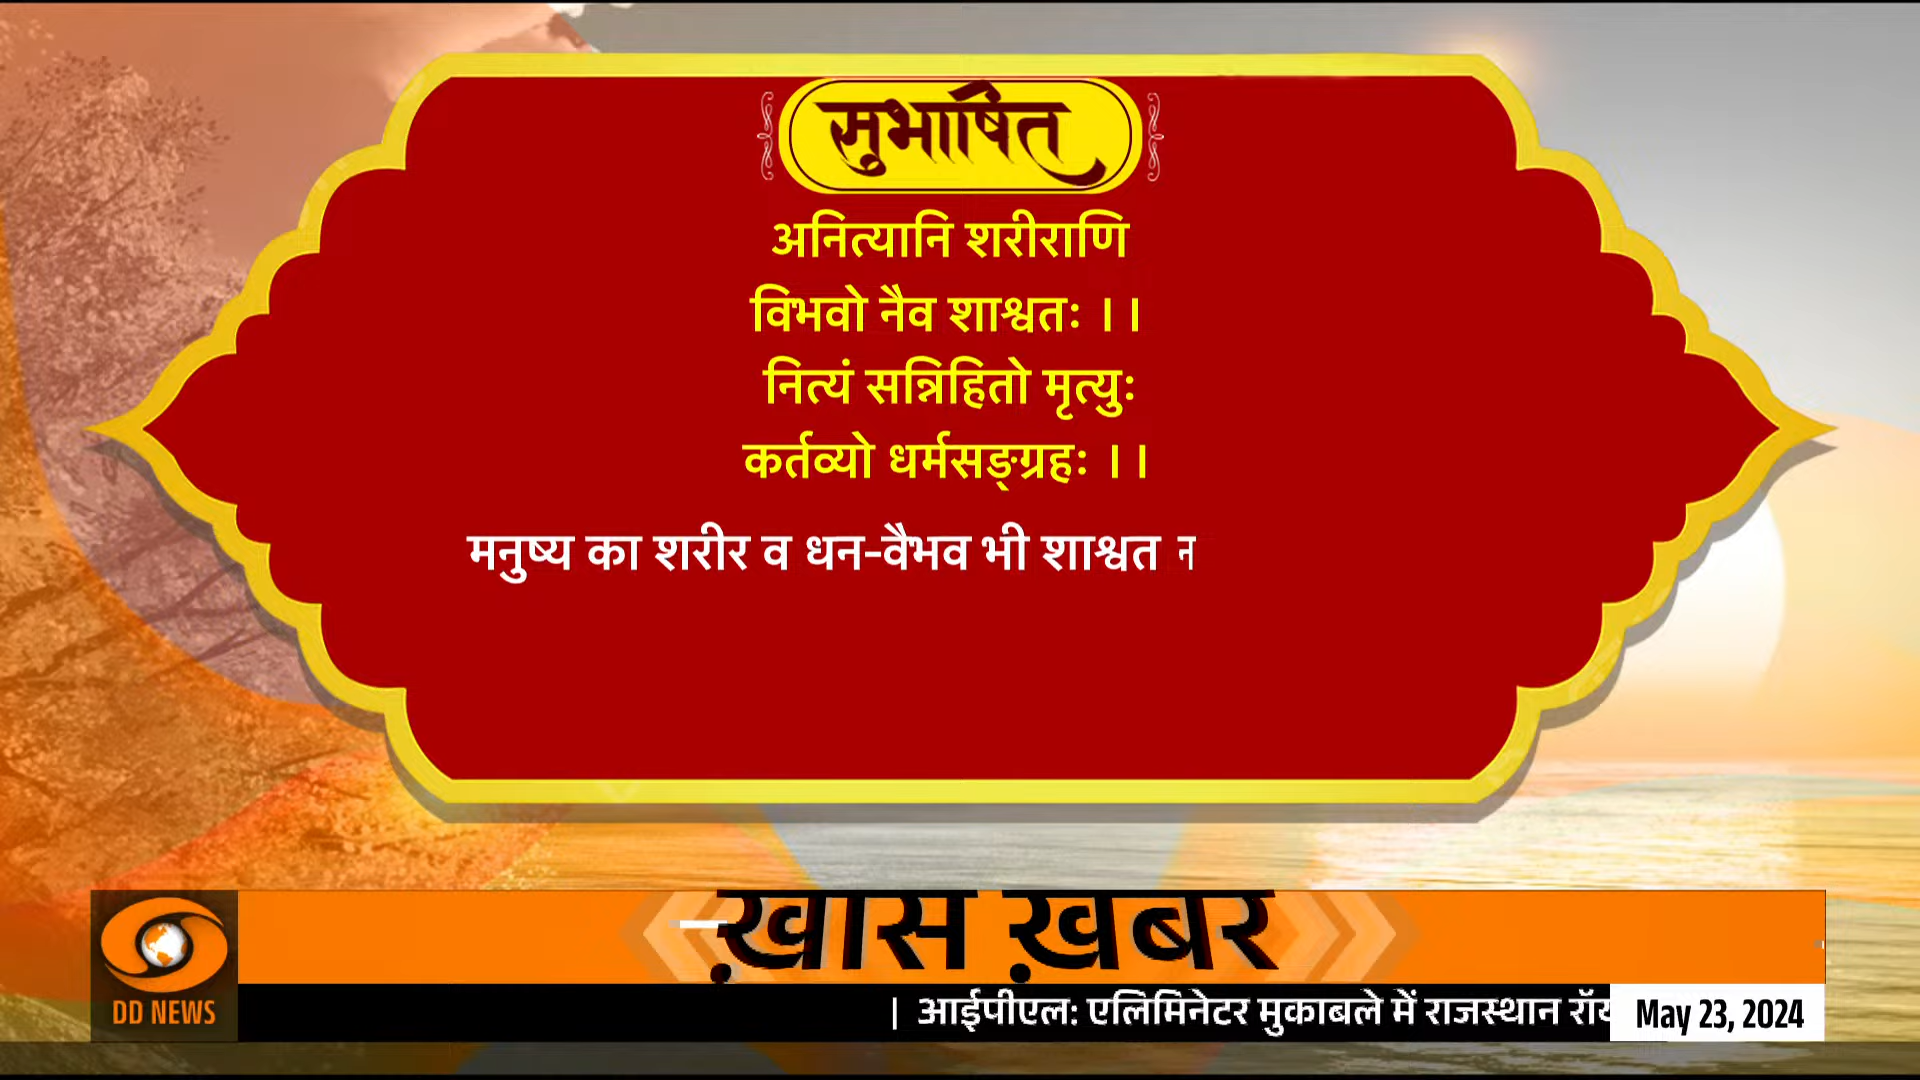 सुभाषित
अनित्यानि शरीराणि
विभवो नैव शाश्वतः ।।
नित्यं सन्निहितो मृत्युः
कर्तव्यो धर्मसङ्ग्रहः ।।
मनुष्य का शरीर व धन-वैभव भी शाश्वत न
ख़ास ख़बर
DD NEWS
| आईपीएल: एलिमिनेटर मुकाबले में राजस्थान
May 23, 2024